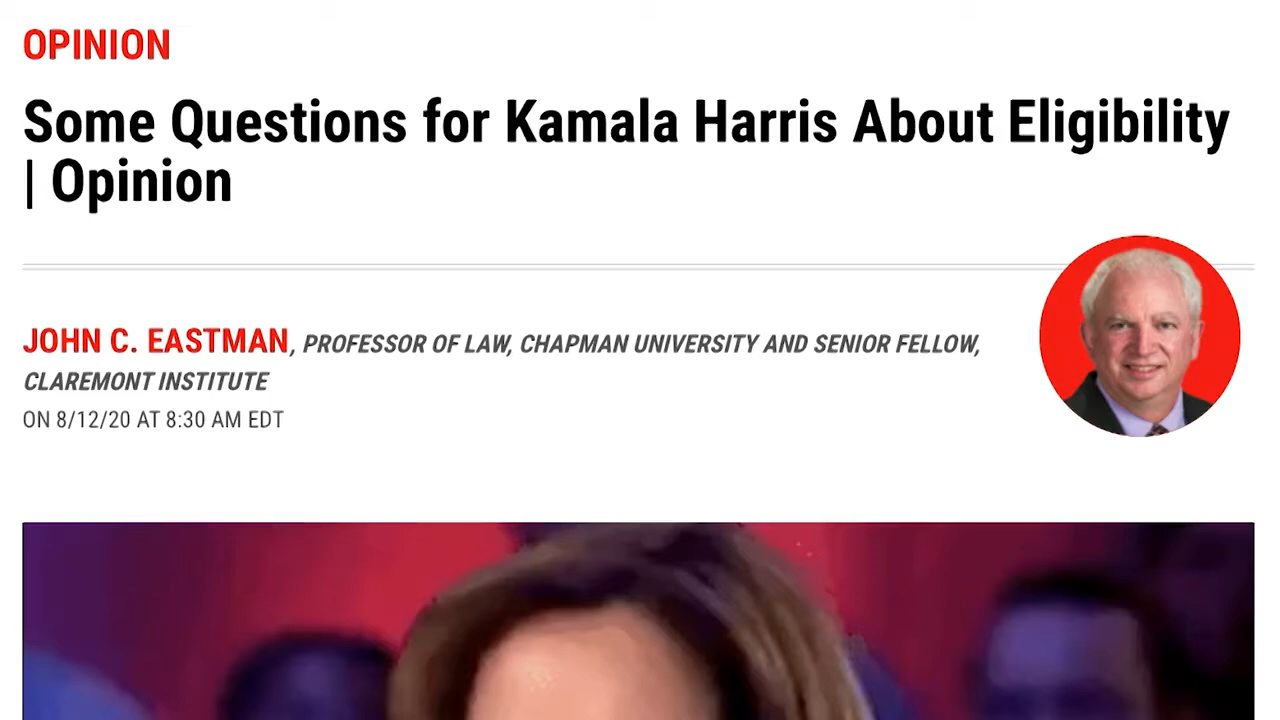 OPINION
Some Questions for Kamala Harris About Eligibility
| Opinion
JOHN C. EASTMAN, PROFESSOR OF LAW, CHAPMAN UNIVERSITY AND SENIOR FELLOW,
CLAREMONT INSTITUTE
ON 8/12/20 AT 8:30 AM EDT